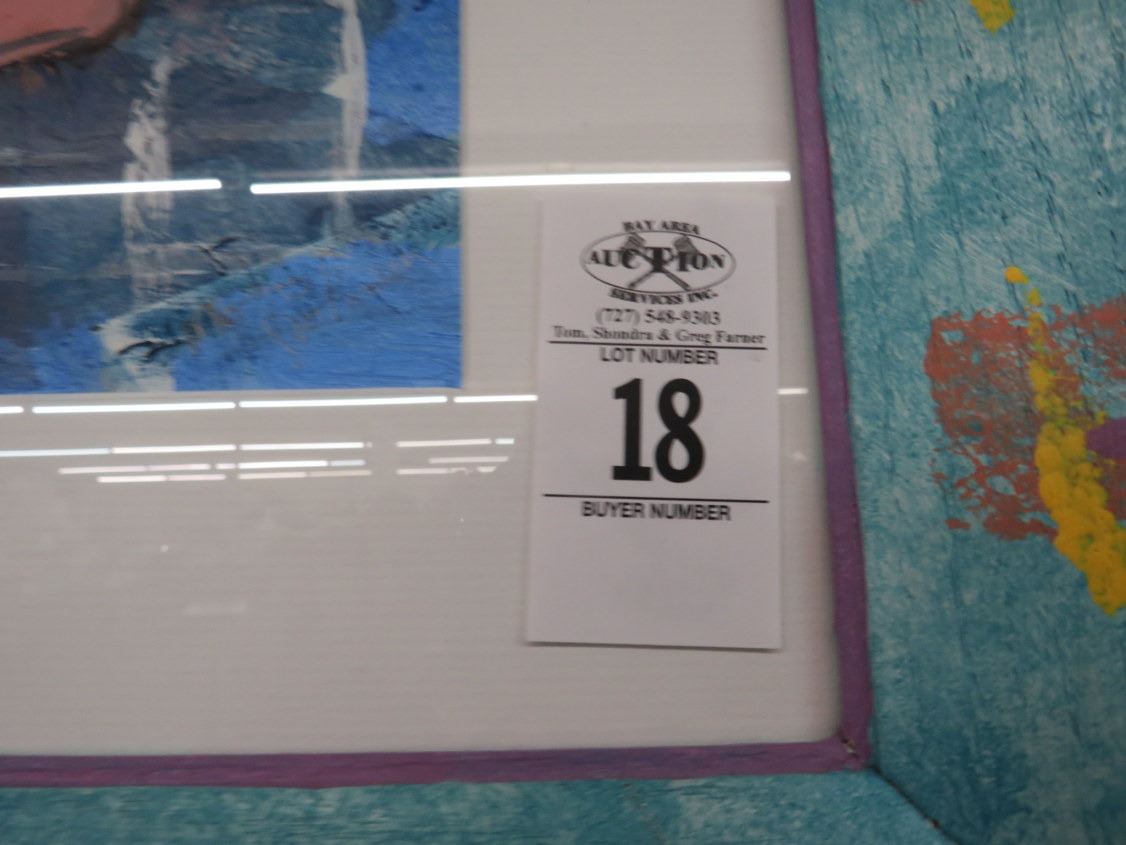 BAY AREA
AUCTION
SERVICES INC.
(727) 548-9303
Tom, Shondra & Greg Farner
LOT NUMBER
18
BUYER NUMBER